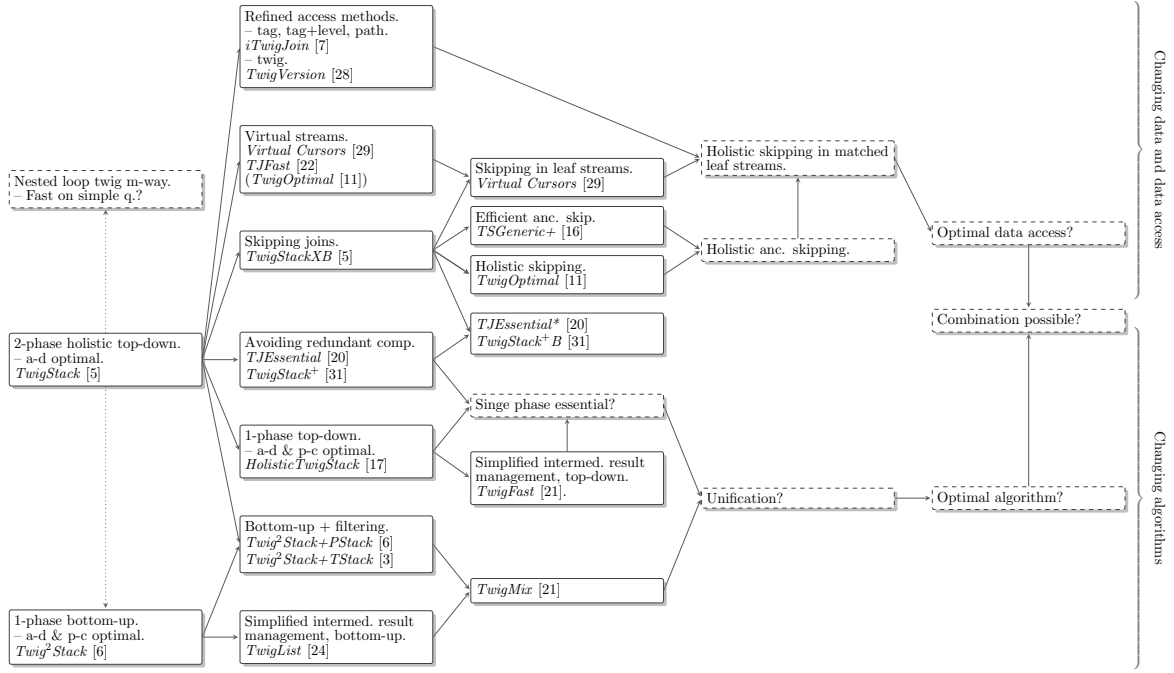 Refined access methods.
– tag, tag+level, path.
iTwigJoin [7]
– twig.
TwigVersion [28]
Virtual streams.
Virtual Cursors [29]
TJFast [22]
(TwigOptimal [11])
Nested loop twig m-way.
– Fast on simple q.?
Skipping joins.
TwigStackXB [5]
2-phase holistic top-down.
– a-d optimal.
TwigStack [5]
Avoiding redundant comp.
TJEssential [20]
TwigStack⁺ [31]
1-phase top-down.
– a-d & p-c optimal.
HolisticTwigStack [17]
Bottom-up + filtering.
Twig²Stack+PStack [6]
Twig²Stack+TStack [3]
1-phase bottom-up.
– a-d & p-c optimal.
Twig²Stack [6]
Simplified intermed. result
management, bottom-up.
TwigList [24]
Skipping in leaf streams.
Virtual Cursors [29]
Efficient anc. skip.
TSGeneric+ [16]
Holistic skipping.
TwigOptimal [11]
TJEssential* [20]
TwigStack⁺B [31]
Singe phase essential?
Simplified intermed. result
management, top-down.
TwigFast [21].
TwigMix [21]
Holistic skipping in matched
leaf streams.
Holistic anc. skipping.
Unification?
Optimal data access?
Combination possible?
Optimal algorithm?
Changing data and data access
Changing algorithms